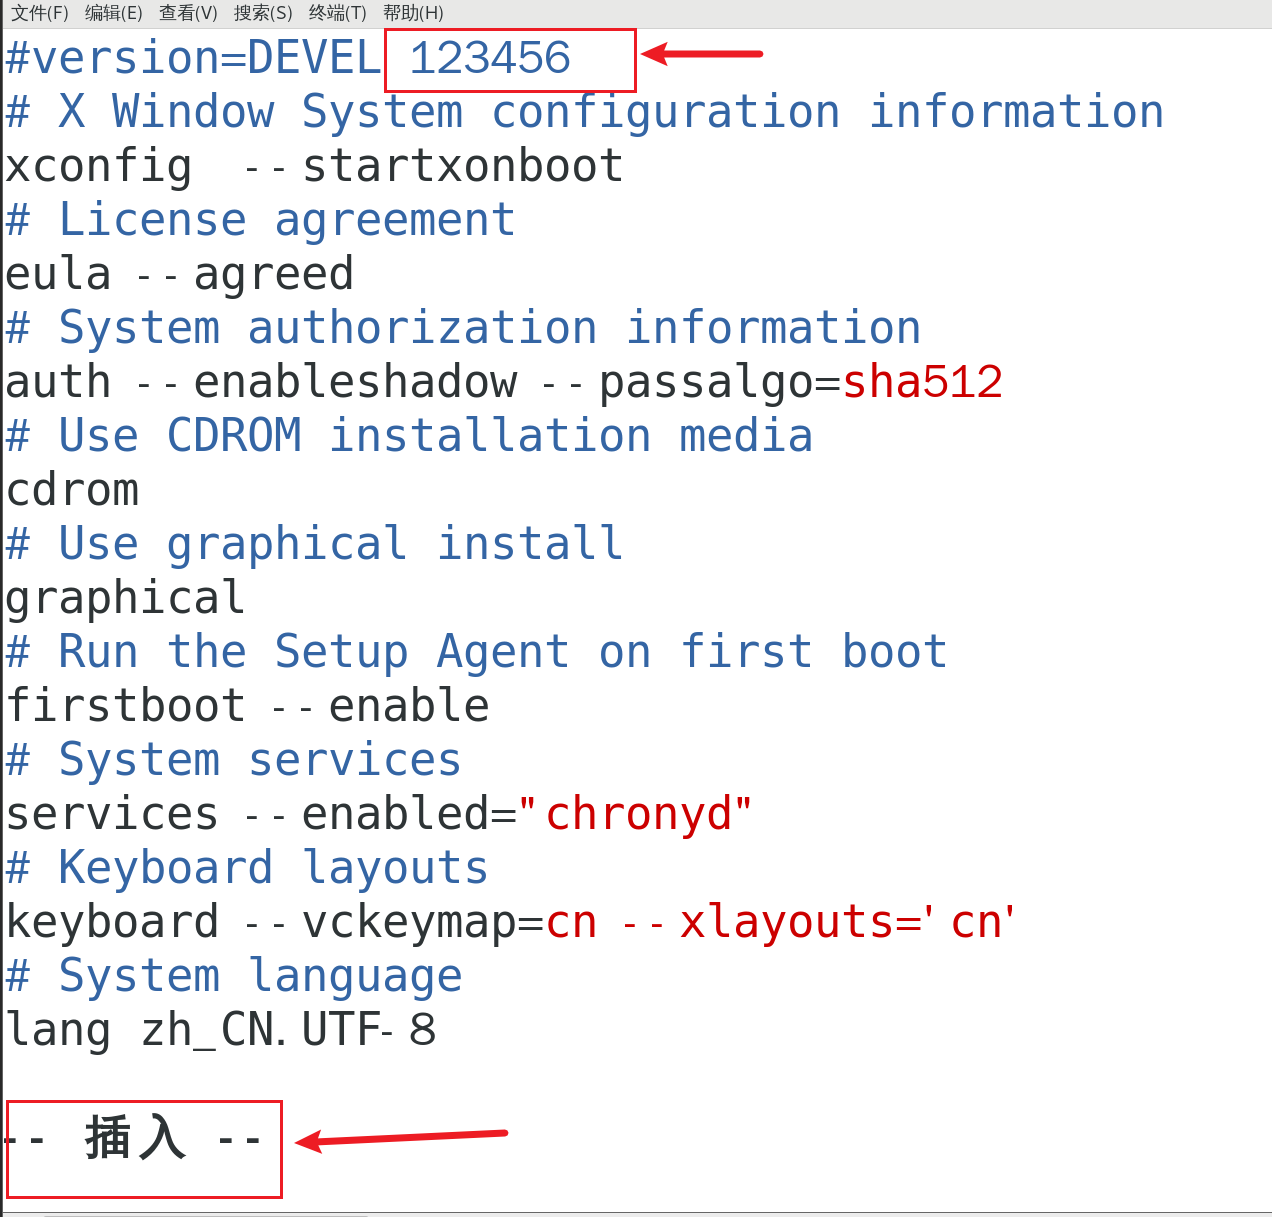 文件(F) 编辑(E) 查看(V) 搜索(S) 终端(T) 帮助(H)
#version=DEVEL 123456
# X Window System configuration information
xconfig  --startxonboot
# License agreement
eula --agreed
# System authorization information
auth --enableshadow --passalgo=sha512
# Use CDROM installation media
cdrom
# Use graphical install
graphical
# Run the Setup Agent on first boot
firstboot --enable
# System services
services --enabled="chronyd"
# Keyboard layouts
keyboard --vckeymap=cn --xlayouts='cn'
# System language
lang zh_CN.UTF-8
-- 插入 --